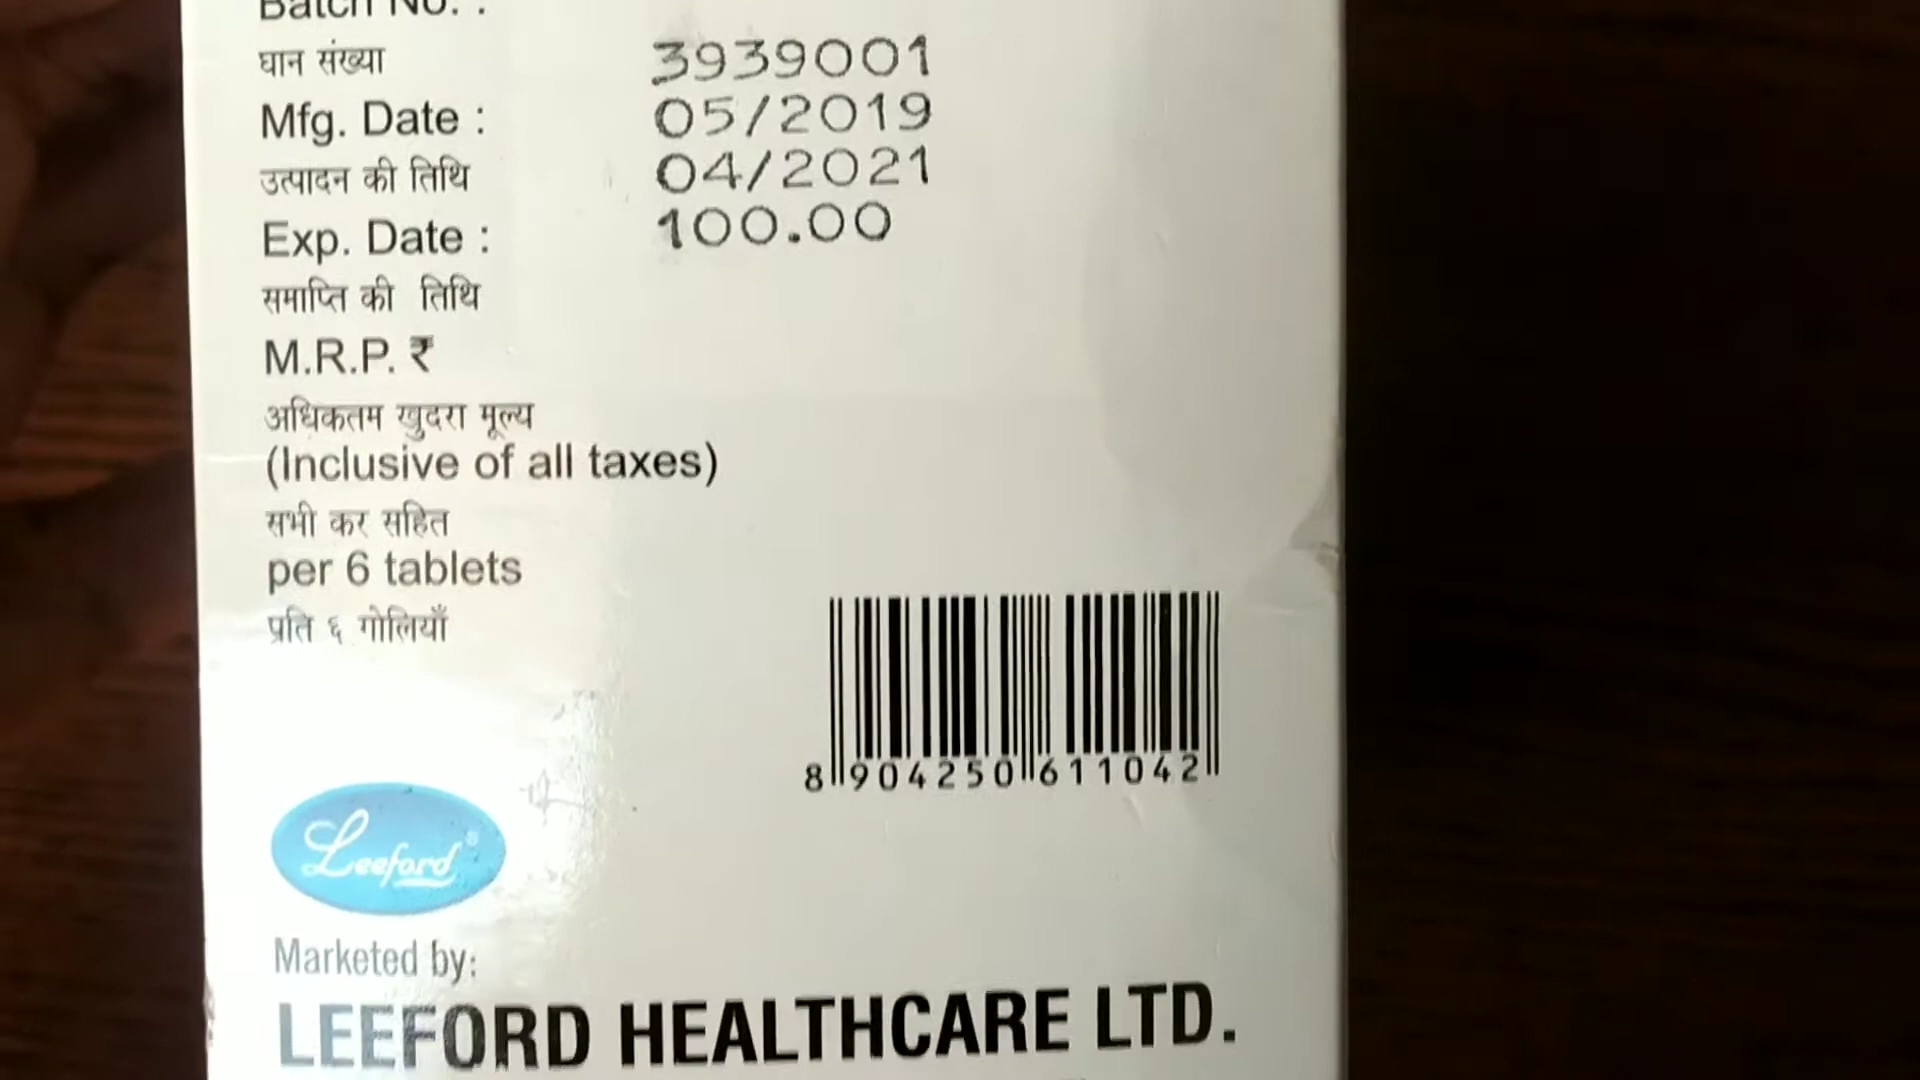 Batch No. :
घान संख्या
3939001
Mfg. Date :
05/2019
उत्पादन की तिथि
04/2021
Exp. Date :
100.00
समाप्ति की तिथि
M.R.P. ₹
अधिकतम खुदरा मूल्य
(Inclusive of all taxes)
सभी कर सहित
per 6 tablets
प्रति ६ गोलियाँ
8 904250 611042
Leeford®
Marketed by:
LEEFORD HEALTHCARE LTD.